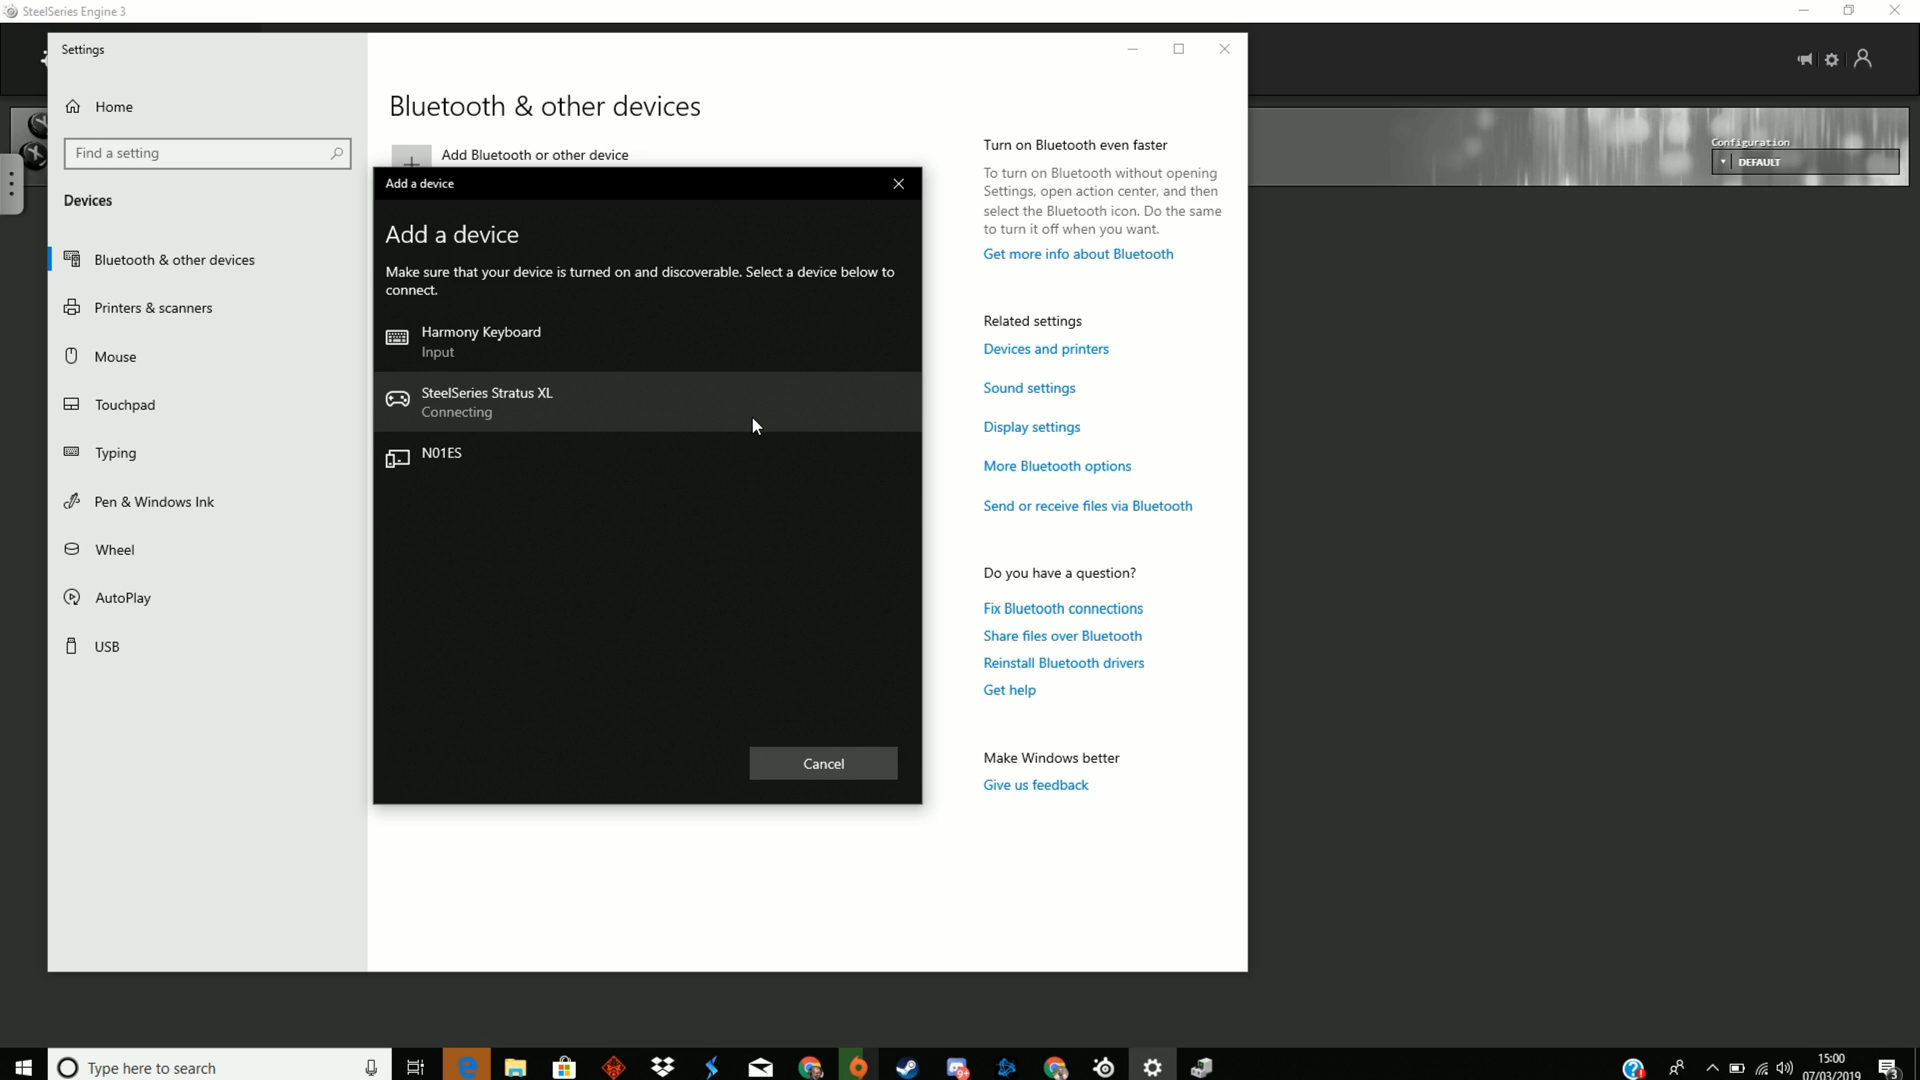 SteelSeries Engine 3
Settings
Home
Find a setting
Devices
Bluetooth & other devices
Printers & scanners
Mouse
Touchpad
Typing
Pen & Windows Ink
Wheel
AutoPlay
USB
Bluetooth & other devices
Add Bluetooth or other device
Add a device
Add a device
Make sure that your device is turned on and discoverable. Select a device below to
connect.
Harmony Keyboard
Input
SteelSeries Stratus XL
Connecting
N01ES
Cancel
Turn on Bluetooth even faster
To turn on Bluetooth without opening
Settings, open action center, and then
select the Bluetooth icon. Do the same
to turn it off when you want.
Get more info about Bluetooth
Related settings
Devices and printers
Sound settings
Display settings
More Bluetooth options
Send or receive files via Bluetooth
Do you have a question?
Fix Bluetooth connections
Share files over Bluetooth
Reinstall Bluetooth drivers
Get help
Make Windows better
Give us feedback
Configuration
DEFAULT
Type here to search
15:00
07/03/2019
3